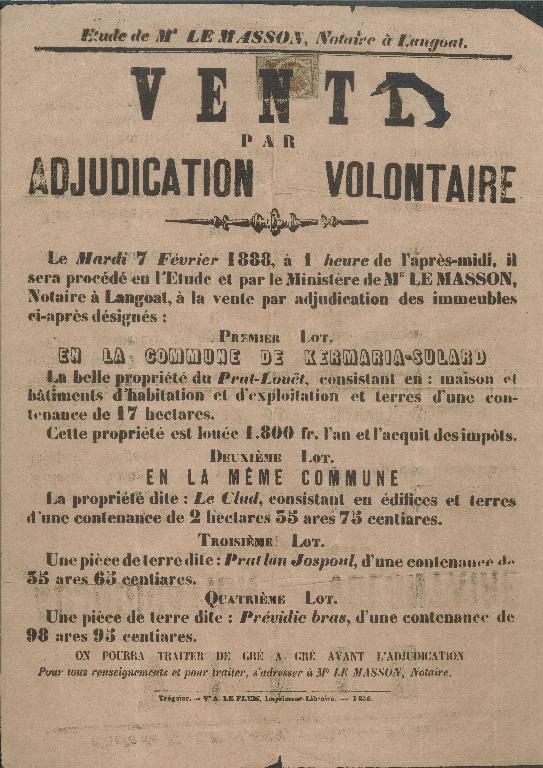 Etude de Mᵉ LE MASSON, Notaire à Langoat.
VENTE
PAR
ADJUDICATION VOLONTAIRE
Le Mardi 7 Février 1888, à 1 heure de l'après-midi, il
sera procédé en l'Etude et par le Ministère de Mᵉ LE MASSON,
Notaire à Langoat, à la vente par adjudication des immeubles
ci-après désignés :
PREMIER LOT.
EN LA COMMUNE DE KERMARIA-SULARD
La belle propriété du Prat-Louët, consistant en : maison et
bâtiments d'habitation et d'exploitation et terres d'une con-
tenance de 17 hectares.
Cette propriété est louée 1.800 fr. l'an et l'acquit des impôts.
DEUXIÈME LOT.
EN LA MÊME COMMUNE
La propriété dite : Le Clud, consistant en édifices et terres
d'une contenance de 2 hectares 35 ares 75 centiares.
TROISIÈME LOT.
Une pièce de terre dite : Prat lan Jospoul, d'une contenance de
35 ares 65 centiares.
QUATRIÈME LOT.
Une pièce de terre dite : Prévidic bras, d'une contenance de
98 ares 95 centiares.
ON POURRA TRAITER DE GRÉ A GRÉ AVANT L'ADJUDICATION
Pour tous renseignements et pour traiter, s'adresser à Mᵉ LE MASSON, Notaire.
Tréguier. — Vᵉ A. LE FLEM, Imprimeur-Libraire. —